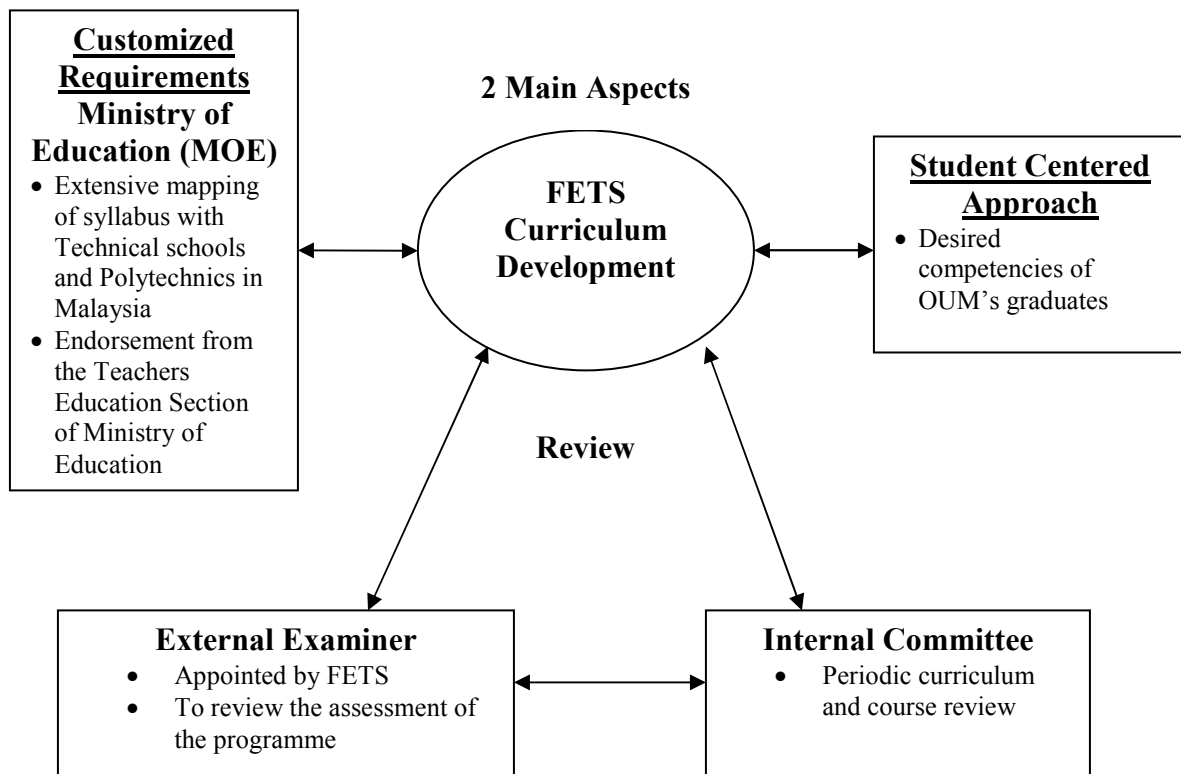 Customized
Requirements
Ministry of
Education (MOE)
• Extensive mapping
of syllabus with
Technical schools
and Polytechnics in
Malaysia
• Endorsement from
the Teachers
Education Section
of Ministry of
Education
2 Main Aspects
FETS
Curriculum
Development
Student Centered
Approach
• Desired
competencies of
OUM’s graduates
Review
External Examiner
• Appointed by FETS
• To review the assessment of
the programme
Internal Committee
• Periodic curriculum
and course review